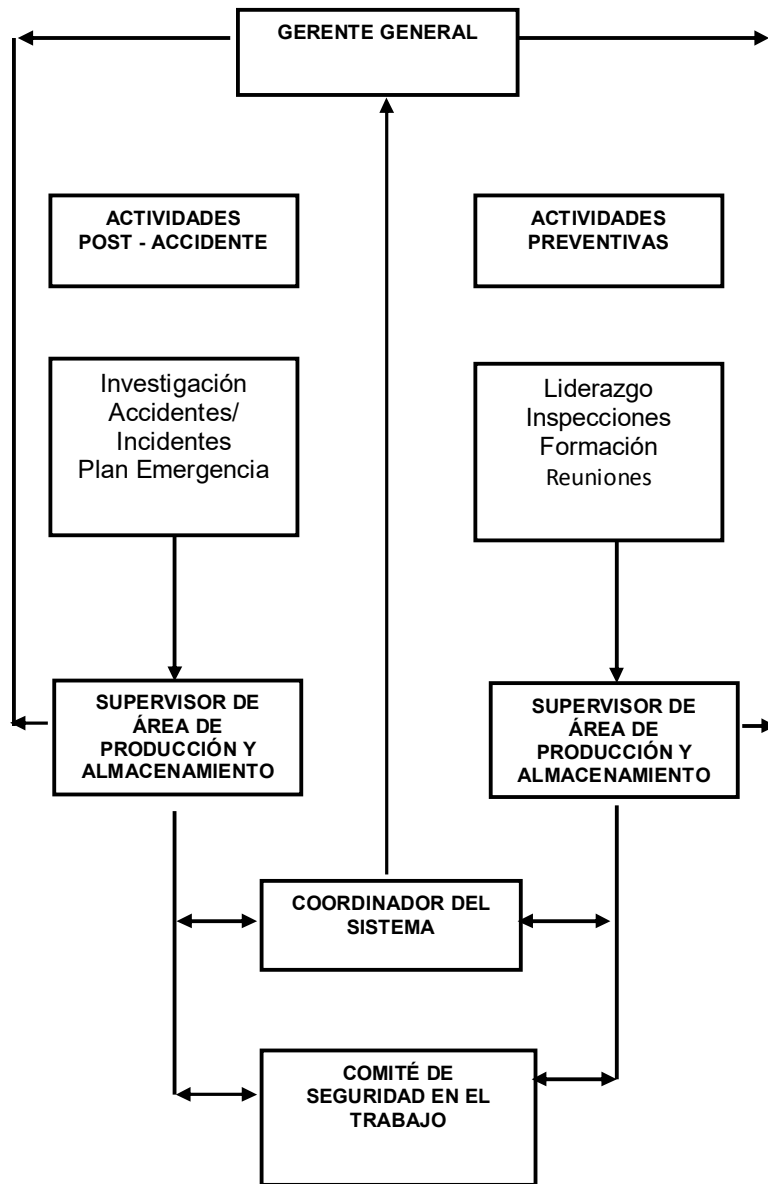 GERENTE GENERAL
ACTIVIDADES
POST - ACCIDENTE
ACTIVIDADES
PREVENTIVAS
Investigación
Accidentes/
Incidentes
Plan Emergencia
Liderazgo
Inspecciones
Formación
Reuniones
SUPERVISOR DE
ÁREA DE
PRODUCCIÓN Y
ALMACENAMIENTO
SUPERVISOR DE
ÁREA DE
PRODUCCIÓN Y
ALMACENAMIENTO
COORDINADOR DEL
SISTEMA
COMITÉ DE
SEGURIDAD EN EL
TRABAJO